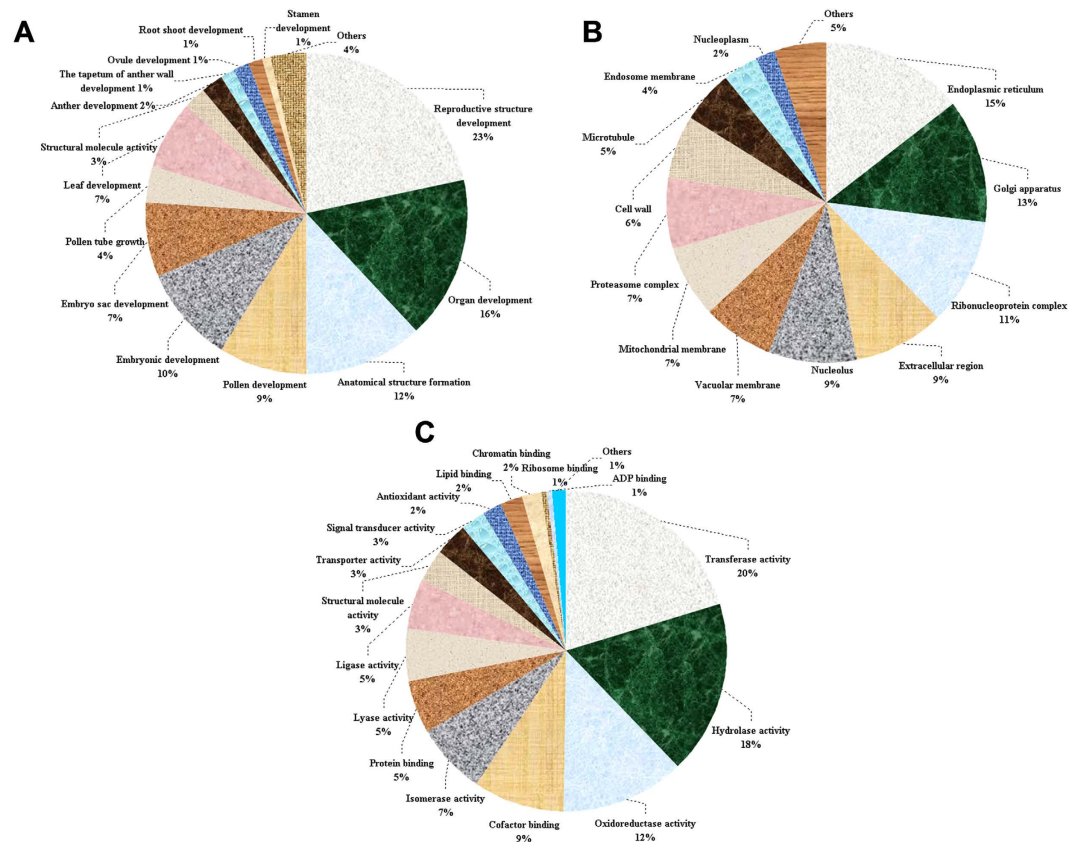 A
Stamen
development
1%
Root shoot development
1%
Others
4%
Ovule development 1%
The tapetum of anther wall
development 1%
Anther development 2%
Reproductive structure
development
23%
Structural molecule activity
3%
Leaf development
7%
Pollen tube growth
4%
Organ development
16%
Embryo sac development
7%
Embryonic development
10%
Pollen development
9%
Anatomical structure formation
12%
B
Others
5%
Nucleoplasm
2%
Endosome membrane
4%
Endoplasmic reticulum
15%
Microtubule
5%
Golgi apparatus
13%
Cell wall
6%
Proteasome complex
7%
Ribonucleoprotein complex
11%
Mitochondrial membrane
7%
Extracellular region
9%
Nucleolus
9%
Vacuolar membrane
7%
C
Chromatin binding
2%
Others
1%
Ribosome binding
1%
Lipid binding
2%
ADP binding
1%
Antioxidant activity
2%
Signal transducer activity
3%
Transporter activity
3%
Transferase activity
20%
Structural molecule
activity
3%
Ligase activity
5%
Lyase activity
5%
Hydrolase activity
18%
Protein binding
5%
Isomerase activity
7%
Cofactor binding
9%
Oxidoreductase activity
12%